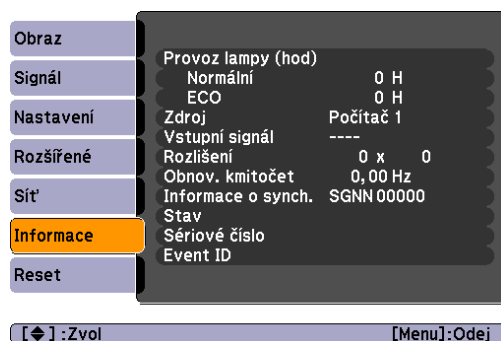 Obraz
Signál
Nastavení
Rozšířené
Síť
Informace
Reset
Provoz lampy (hod)
Normální 0 H
ECO 0 H
Zdroj Počítač 1
Vstupní signál ----
Rozlišení 0 x 0
Obnov. kmitočet 0, 00 Hz
Informace o synch. SGNN 00000
Stav
Sériové číslo
Event ID
[ ] :Zvol [Menu]:Odej